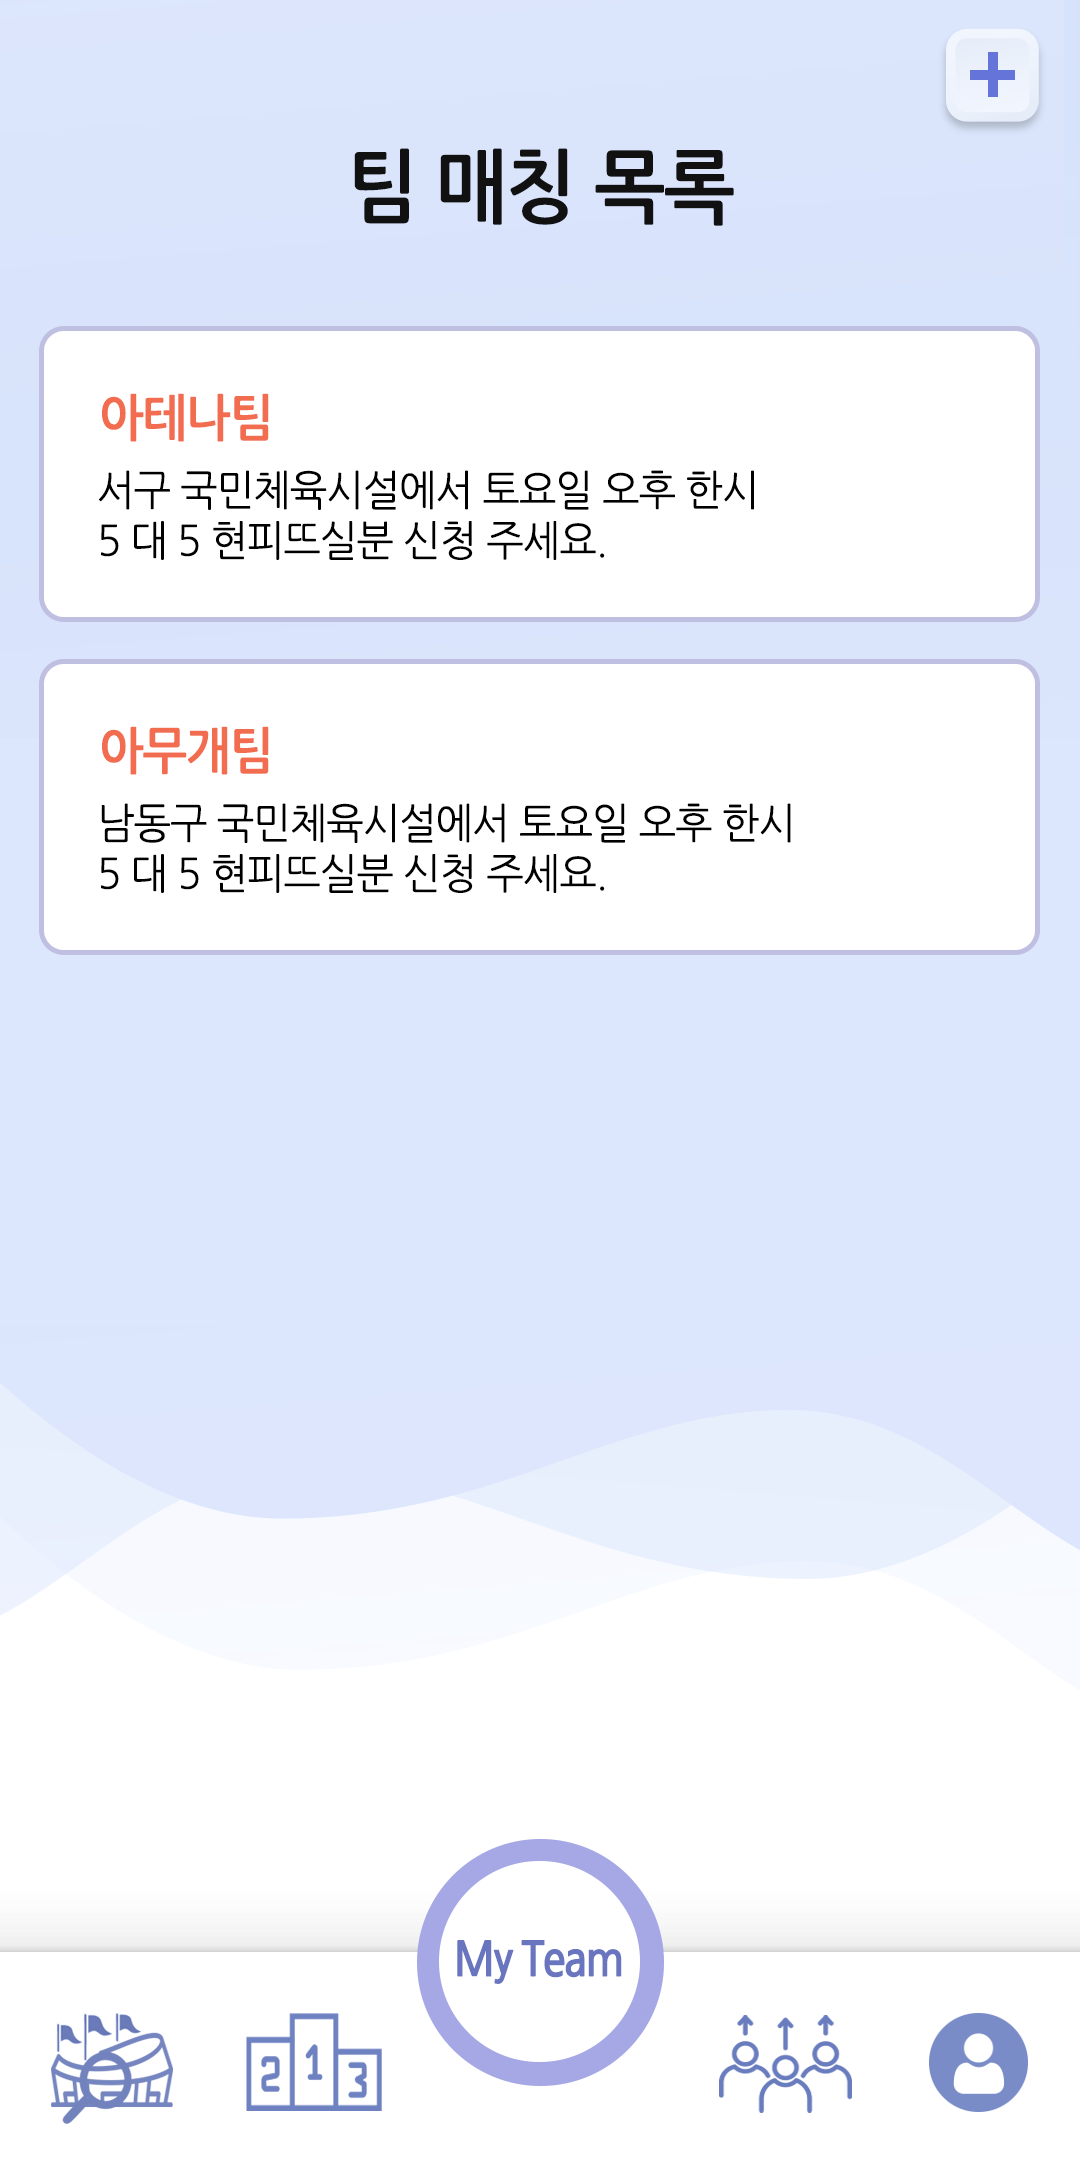 팀 매칭 목록
아테나팀
서구 국민체육시설에서 토요일 오후 한시
5 대 5 현피뜨실분 신청 주세요.
아무개팀
남동구 국민체육시설에서 토요일 오후 한시
5 대 5 현피뜨실분 신청 주세요.
My Team
2 1 3